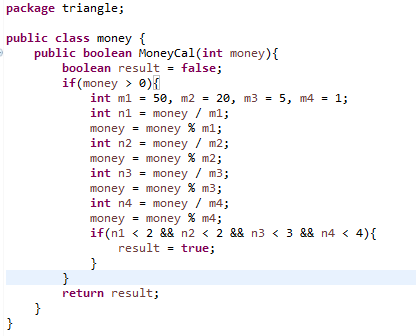 package triangle;
public class money {
public boolean MoneyCal(int money){
boolean result = false;
if(money > 0){
int m1 = 50, m2 = 20, m3 = 5, m4 = 1;
int n1 = money / m1;
money = money % m1;
int n2 = money / m2;
money = money % m2;
int n3 = money / m3;
money = money % m3;
int n4 = money / m4;
money = money % m4;
if(n1 < 2 && n2 < 2 && n3 < 3 && n4 < 4){
result = true;
}
}
return result;
}
}